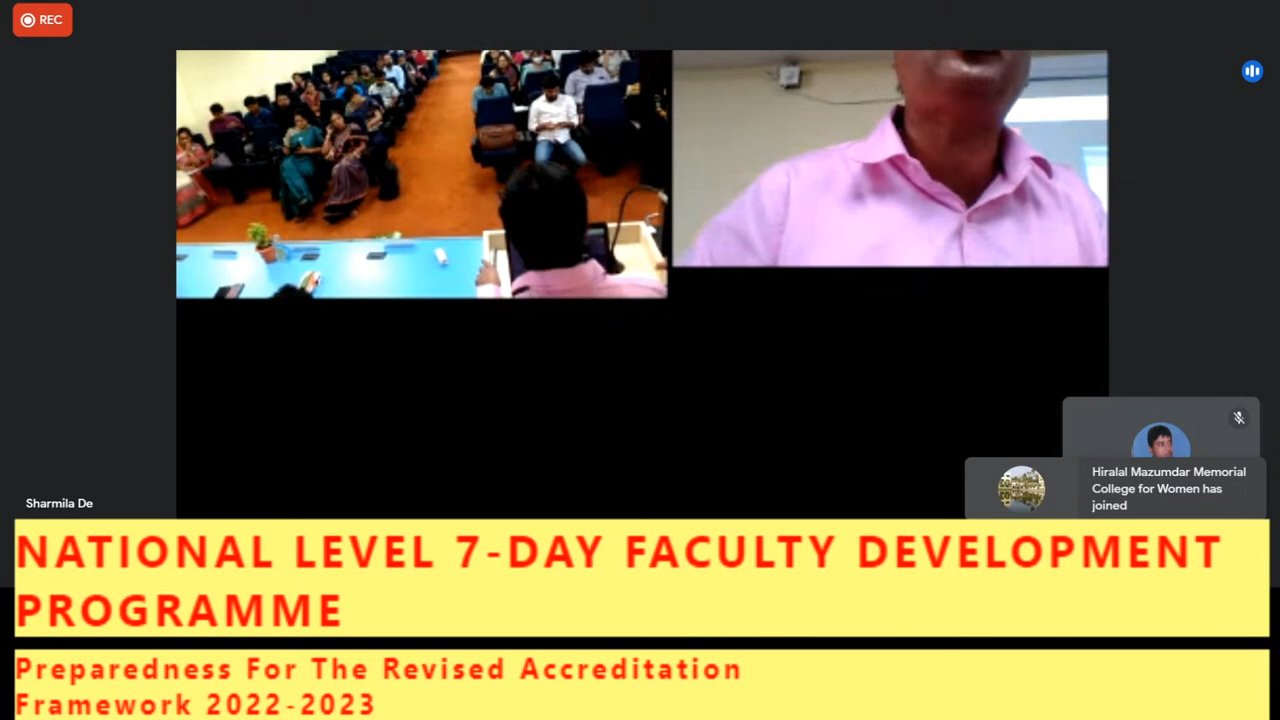 REC
Sharmila De
Hiralal Mazumdar Memorial
College for Women has
joined
NATIONAL LEVEL 7-DAY FACULTY DEVELOPMENT
PROGRAMME
Preparedness For The Revised Accreditation
Framework 2022-2023